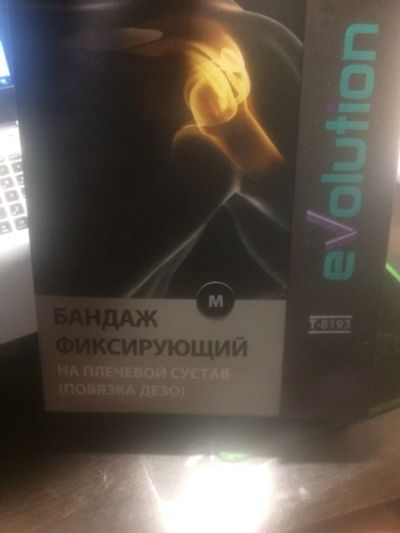 evolution
T-8193
M
БАНДАЖ
ФИКСИРУЮЩИЙ
НА ПЛЕЧЕВОЙ СУСТАВ
(ПОВЯЗКА ДЕЗО)